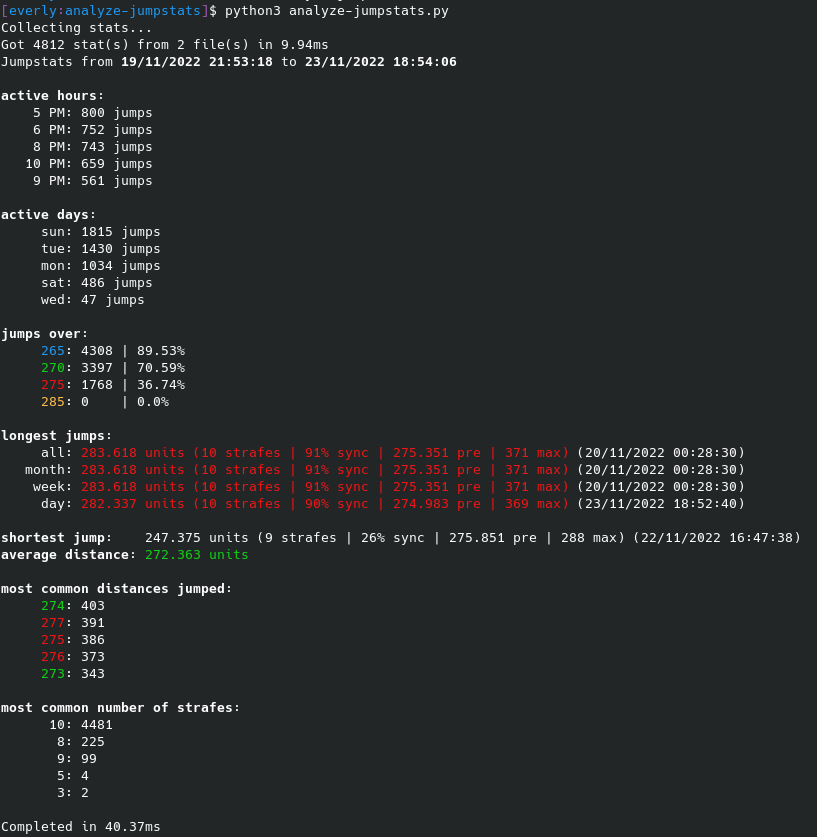 [everly:analyze-jumpstats]$ python3 analyze-jumpstats.py
Collecting stats...
Got 4812 stat(s) from 2 file(s) in 9.94ms
Jumpstats from 19/11/2022 21:53:18 to 23/11/2022 18:54:06
active hours:
5 PM: 800 jumps
6 PM: 752 jumps
8 PM: 743 jumps
10 PM: 659 jumps
9 PM: 561 jumps
active days:
sun: 1815 jumps
tue: 1430 jumps
mon: 1034 jumps
sat: 486 jumps
wed: 47 jumps
jumps over:
265: 4308 | 89.53%
270: 3397 | 70.59%
275: 1768 | 36.74%
285: 0 | 0.0%
longest jumps:
all: 283.618 units (10 strafes | 91% sync | 275.351 pre | 371 max) (20/11/2022 00:28:30)
month: 283.618 units (10 strafes | 91% sync | 275.351 pre | 371 max) (20/11/2022 00:28:30)
week: 283.618 units (10 strafes | 91% sync | 275.351 pre | 371 max) (20/11/2022 00:28:30)
day: 282.337 units (10 strafes | 90% sync | 274.983 pre | 369 max) (23/11/2022 18:52:40)
shortest jump: 247.375 units (9 strafes | 26% sync | 275.851 pre | 288 max) (22/11/2022 16:47:38)
average distance: 272.363 units
most common distances jumped:
274: 403
277: 391
275: 386
276: 373
273: 343
most common number of strafes:
10: 4481
8: 225
9: 99
5: 4
3: 2
Completed in 40.37ms